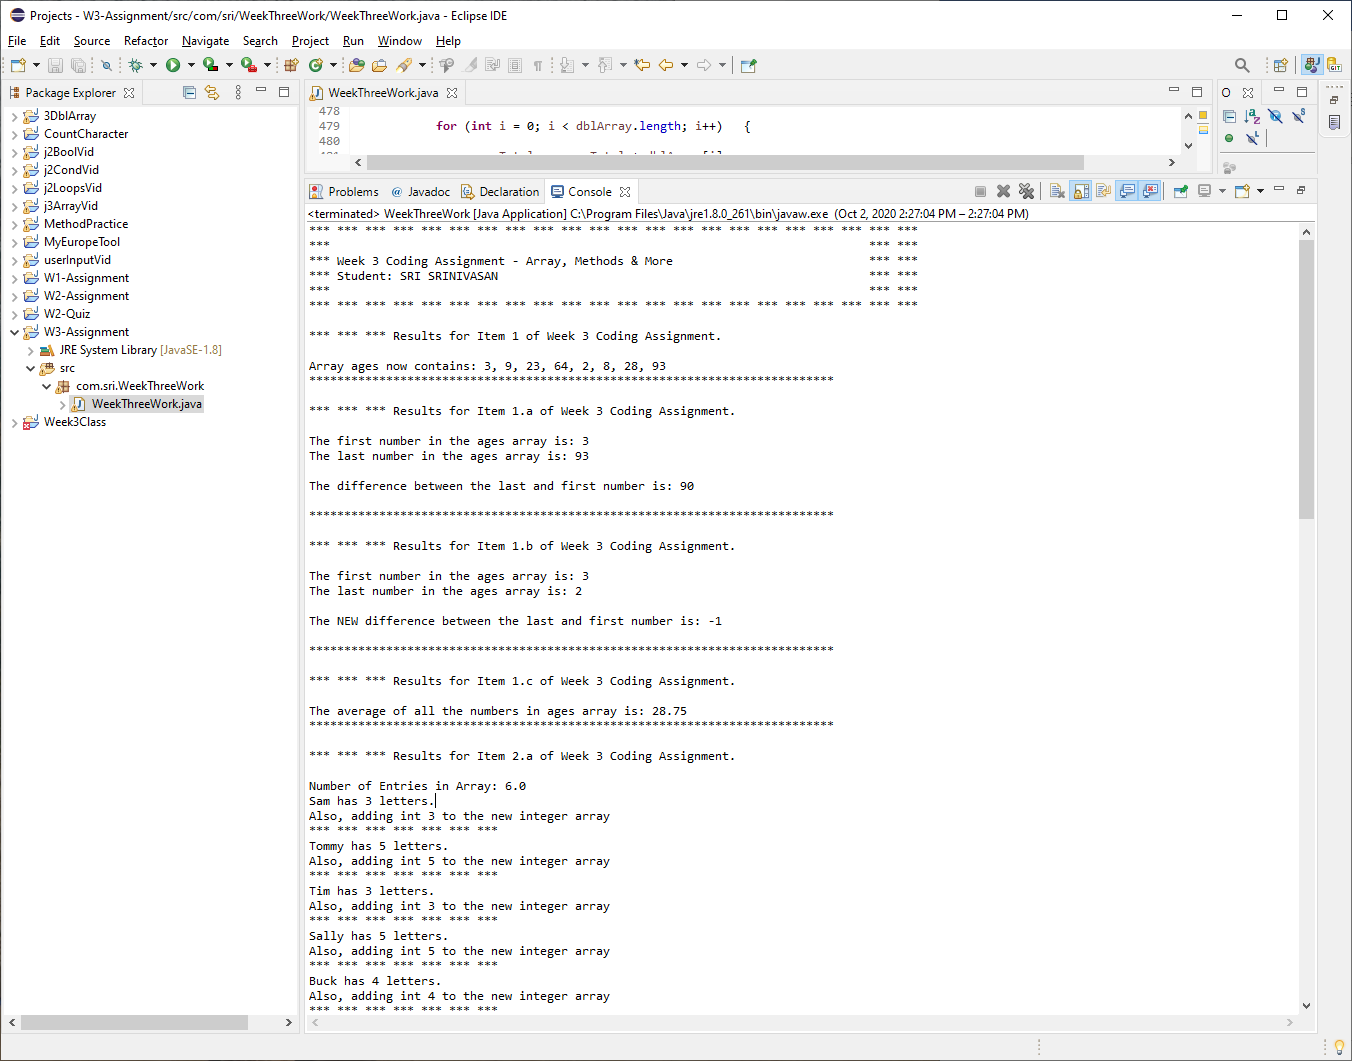 Projects - W3-Assignment/src/com/sri/WeekThreeWork/WeekThreeWork.java - Eclipse IDE
File Edit Source Refactor Navigate Search Project Run Window Help
Package Explorer
3DblArray
CountCharacter
j2BoolVid
j2CondVid
j2LoopsVid
j3ArrayVid
MethodPractice
MyEuropeTool
userInputVid
W1-Assignment
W2-Assignment
W2-Quiz
W3-Assignment
JRE System Library [JavaSE-1.8]
src
com.sri.WeekThreeWork
WeekThreeWork.java
Week3Class
WeekThreeWork.java
478
479 for (int i = 0; i < dblArray.length; i++) {
480
O
Problems @ Javadoc Declaration Console
<terminated> WeekThreeWork [Java Application] C:\Program Files\Java\jre1.8.0_261\bin\javaw.exe (Oct 2, 2020 2:27:04 PM – 2:27:04 PM)
*** *** *** *** *** *** *** *** *** *** *** *** *** *** *** *** *** *** *** *** *** ***
*** *** ***
*** Week 3 Coding Assignment - Array, Methods & More *** ***
*** Student: SRI SRINIVASAN *** ***
*** *** ***
*** *** *** *** *** *** *** *** *** *** *** *** *** *** *** *** *** *** *** *** *** ***
*** *** *** Results for Item 1 of Week 3 Coding Assignment.
Array ages now contains: 3, 9, 23, 64, 2, 8, 28, 93
***************************************************************************
*** *** *** Results for Item 1.a of Week 3 Coding Assignment.
The first number in the ages array is: 3
The last number in the ages array is: 93
The difference between the last and first number is: 90
***************************************************************************
*** *** *** Results for Item 1.b of Week 3 Coding Assignment.
The first number in the ages array is: 3
The last number in the ages array is: 2
The NEW difference between the last and first number is: -1
***************************************************************************
*** *** *** Results for Item 1.c of Week 3 Coding Assignment.
The average of all the numbers in ages array is: 28.75
***************************************************************************
*** *** *** Results for Item 2.a of Week 3 Coding Assignment.
Number of Entries in Array: 6.0
Sam has 3 letters.
Also, adding int 3 to the new integer array
*** *** *** *** *** *** ***
Tommy has 5 letters.
Also, adding int 5 to the new integer array
*** *** *** *** *** *** ***
Tim has 3 letters.
Also, adding int 3 to the new integer array
*** *** *** *** *** *** ***
Sally has 5 letters.
Also, adding int 5 to the new integer array
*** *** *** *** *** *** ***
Buck has 4 letters.
Also, adding int 4 to the new integer array
*** *** *** *** *** *** ***